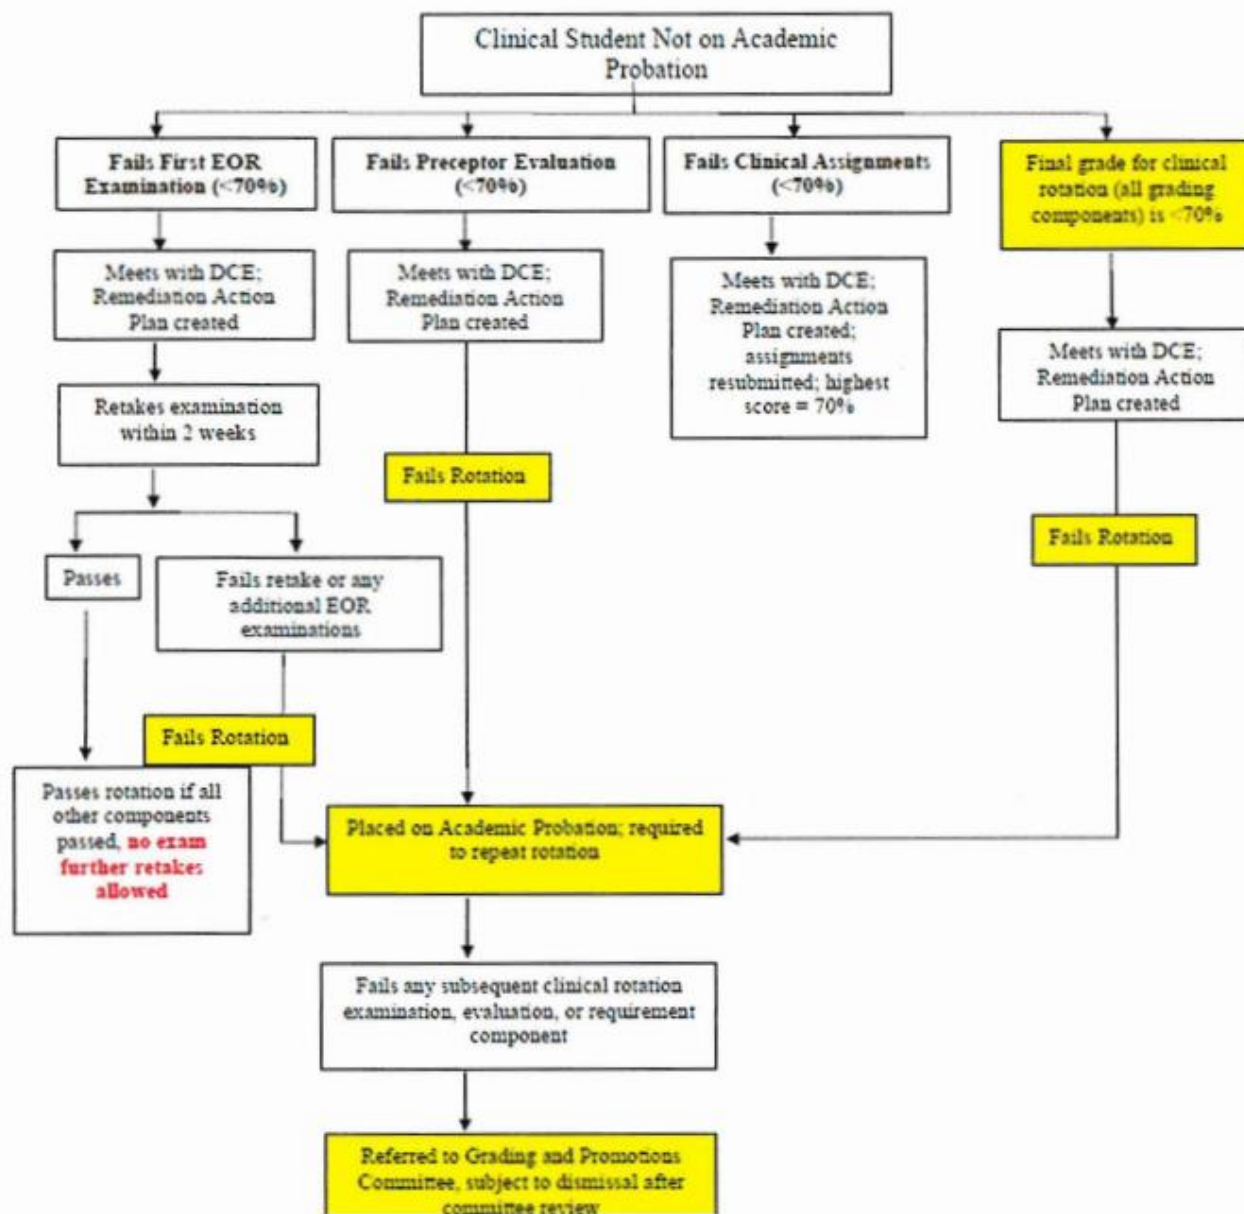 Clinical Student Not on Academic
Probation
Fails First EOR
Examination (<70%)
Fails Preceptor Evaluation
(<70%)
Fails Clinical Assignments
(<70%)
Final grade for clinical
rotation (all grading
components) is <70%
Meets with DCE;
Remediation Action
Plan created
Meets with DCE;
Remediation Action
Plan created
Meets with DCE;
Remediation Action
Plan created;
assignments
resubmitted; highest
score = 70%
Meets with DCE;
Remediation Action
Plan created
Retakes examination
within 2 weeks
Fails Rotation
Fails Rotation
Passes
Fails retake or any
additional EOR
examinations
Fails Rotation
Passes rotation if all
other components
passed, no exam
further retakes
allowed
Placed on Academic Probation; required
to repeat rotation
Fails any subsequent clinical rotation
examination, evaluation, or requirement
component
Referred to Grading and Promotions
Committee, subject to dismissal after
committee review